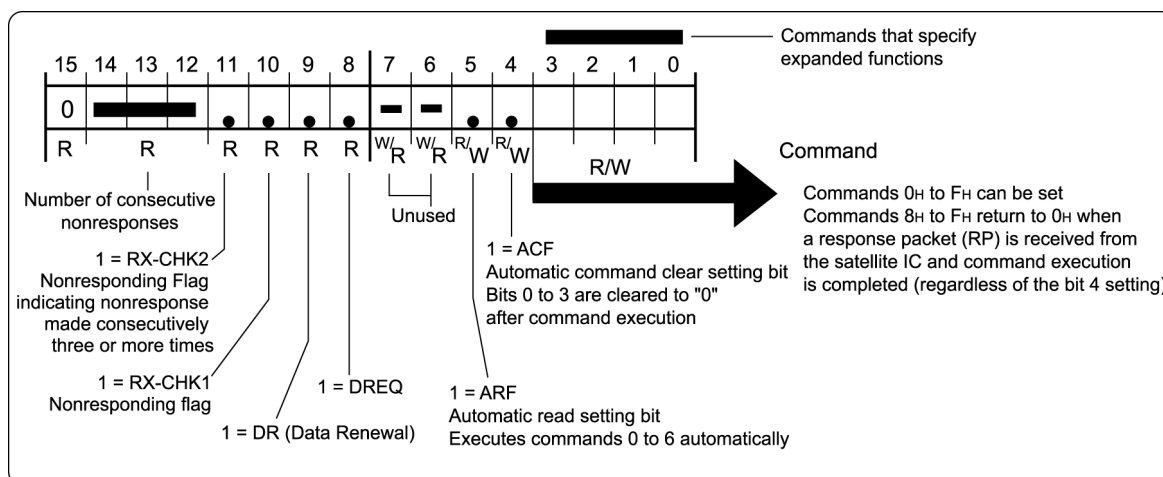 Commands that specify
expanded functions
15 14 13 12 11 10 9 8 7 6 5 4 3 2 1 0
0
R R R R R R W/R W/R R/W R/W R/W
Number of consecutive
nonresponses
Unused
1 = RX-CHK2
Nonresponding Flag
indicating nonresponse
made consecutively
three or more times
1 = RX-CHK1
Nonresponding flag
1 = DR (Data Renewal)
1 = DREQ
1 = ACF
Automatic command clear setting bit
Bits 0 to 3 are cleared to "0"
after command execution
1 = ARF
Automatic read setting bit
Executes commands 0 to 6 automatically
Command
Commands 0H to FH can be set
Commands 8H to FH return to 0H when
a response packet (RP) is received from
the satellite IC and command execution
is completed (regardless of the bit 4 setting)